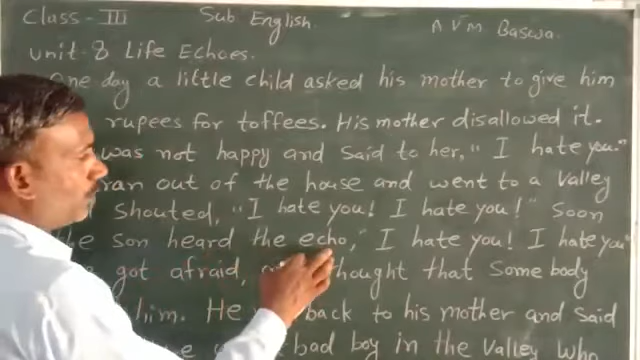 Class - III Sub English. A V M Baswa.
Unit-8 Life Echoes.
One day a little child asked his mother to give him
rupees for toffees. His mother disallowed it.
was not happy and said to her, "I hate you."
ran out of the house and went to a valley
shouted, "I hate you! I hate you!" Soon
son heard the echo, "I hate you! I hate you
got afraid, thought that somebody
him. He back to his mother and said
bad boy in the valley who